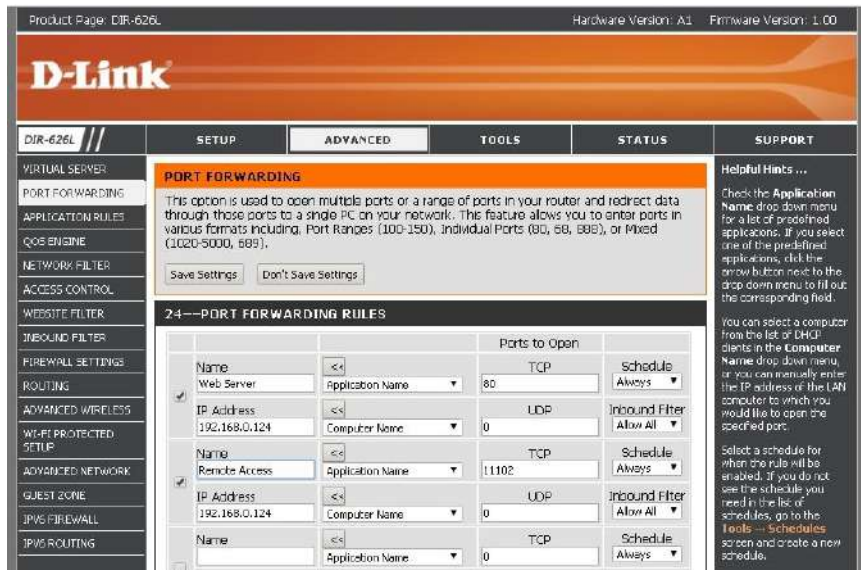 Product Page: DIR-626L
Hardware Version: A1 Firmware Version: 1.00
D-Link
DIR-626L
SETUP
ADVANCED
TOOLS
STATUS
SUPPORT
VIRTUAL SERVER
PORT FORWARDING
APPLICATION RULES
QOS ENGINE
NETWORK FILTER
ACCESS CONTROL
WEBSITE FILTER
INBOUND FILTER
FIREWALL SETTINGS
ROUTING
ADVANCED WIRELESS
WI-FI PROTECTED
SETUP
ADVANCED NETWORK
GUEST ZONE
IPV6 FIREWALL
IPV6 ROUTING
PORT FORWARDING
This option is used to open multiple ports or a range of ports in your router and redirect data
through those ports to a single PC on your network. This feature allows you to enter ports in
various formats including, Port Ranges (100-150), Individual Ports (80, 68, 888), or Mixed
(1020-5000, 689).
Save Settings
Don't Save Settings
24--PORT FORWARDING RULES
Ports to Open
Name
<<
TCP
Schedule
Web Server
Application Name
80
Always
IP Address
<<
UDP
Inbound Filter
192.168.0.124
Computer Name
0
Allow All
Name
<<
TCP
Schedule
Remote Access
Application Name
11102
Always
IP Address
<<
UDP
Inbound Filter
192.168.0.124
Computer Name
0
Allow All
Name
<<
TCP
Schedule
Application Name
0
Always
Helpful Hints ...
Check the Application
Name drop down menu
for a list of predefined
applications. If you select
one of the predefined
applications, click the
arrow button next to the
drop down menu to fill out
the corresponding field.
You can select a computer
from the list of DHCP
clients in the Computer
Name drop down menu,
or you can manually enter
the IP address of the LAN
computer to which you
would like to open the
specified port.
Select a schedule for
when the rule will be
enabled. If you do not
see the schedule you
need in the list of
schedules, go to the
Tools -- Schedules
screen and create a new
schedule.